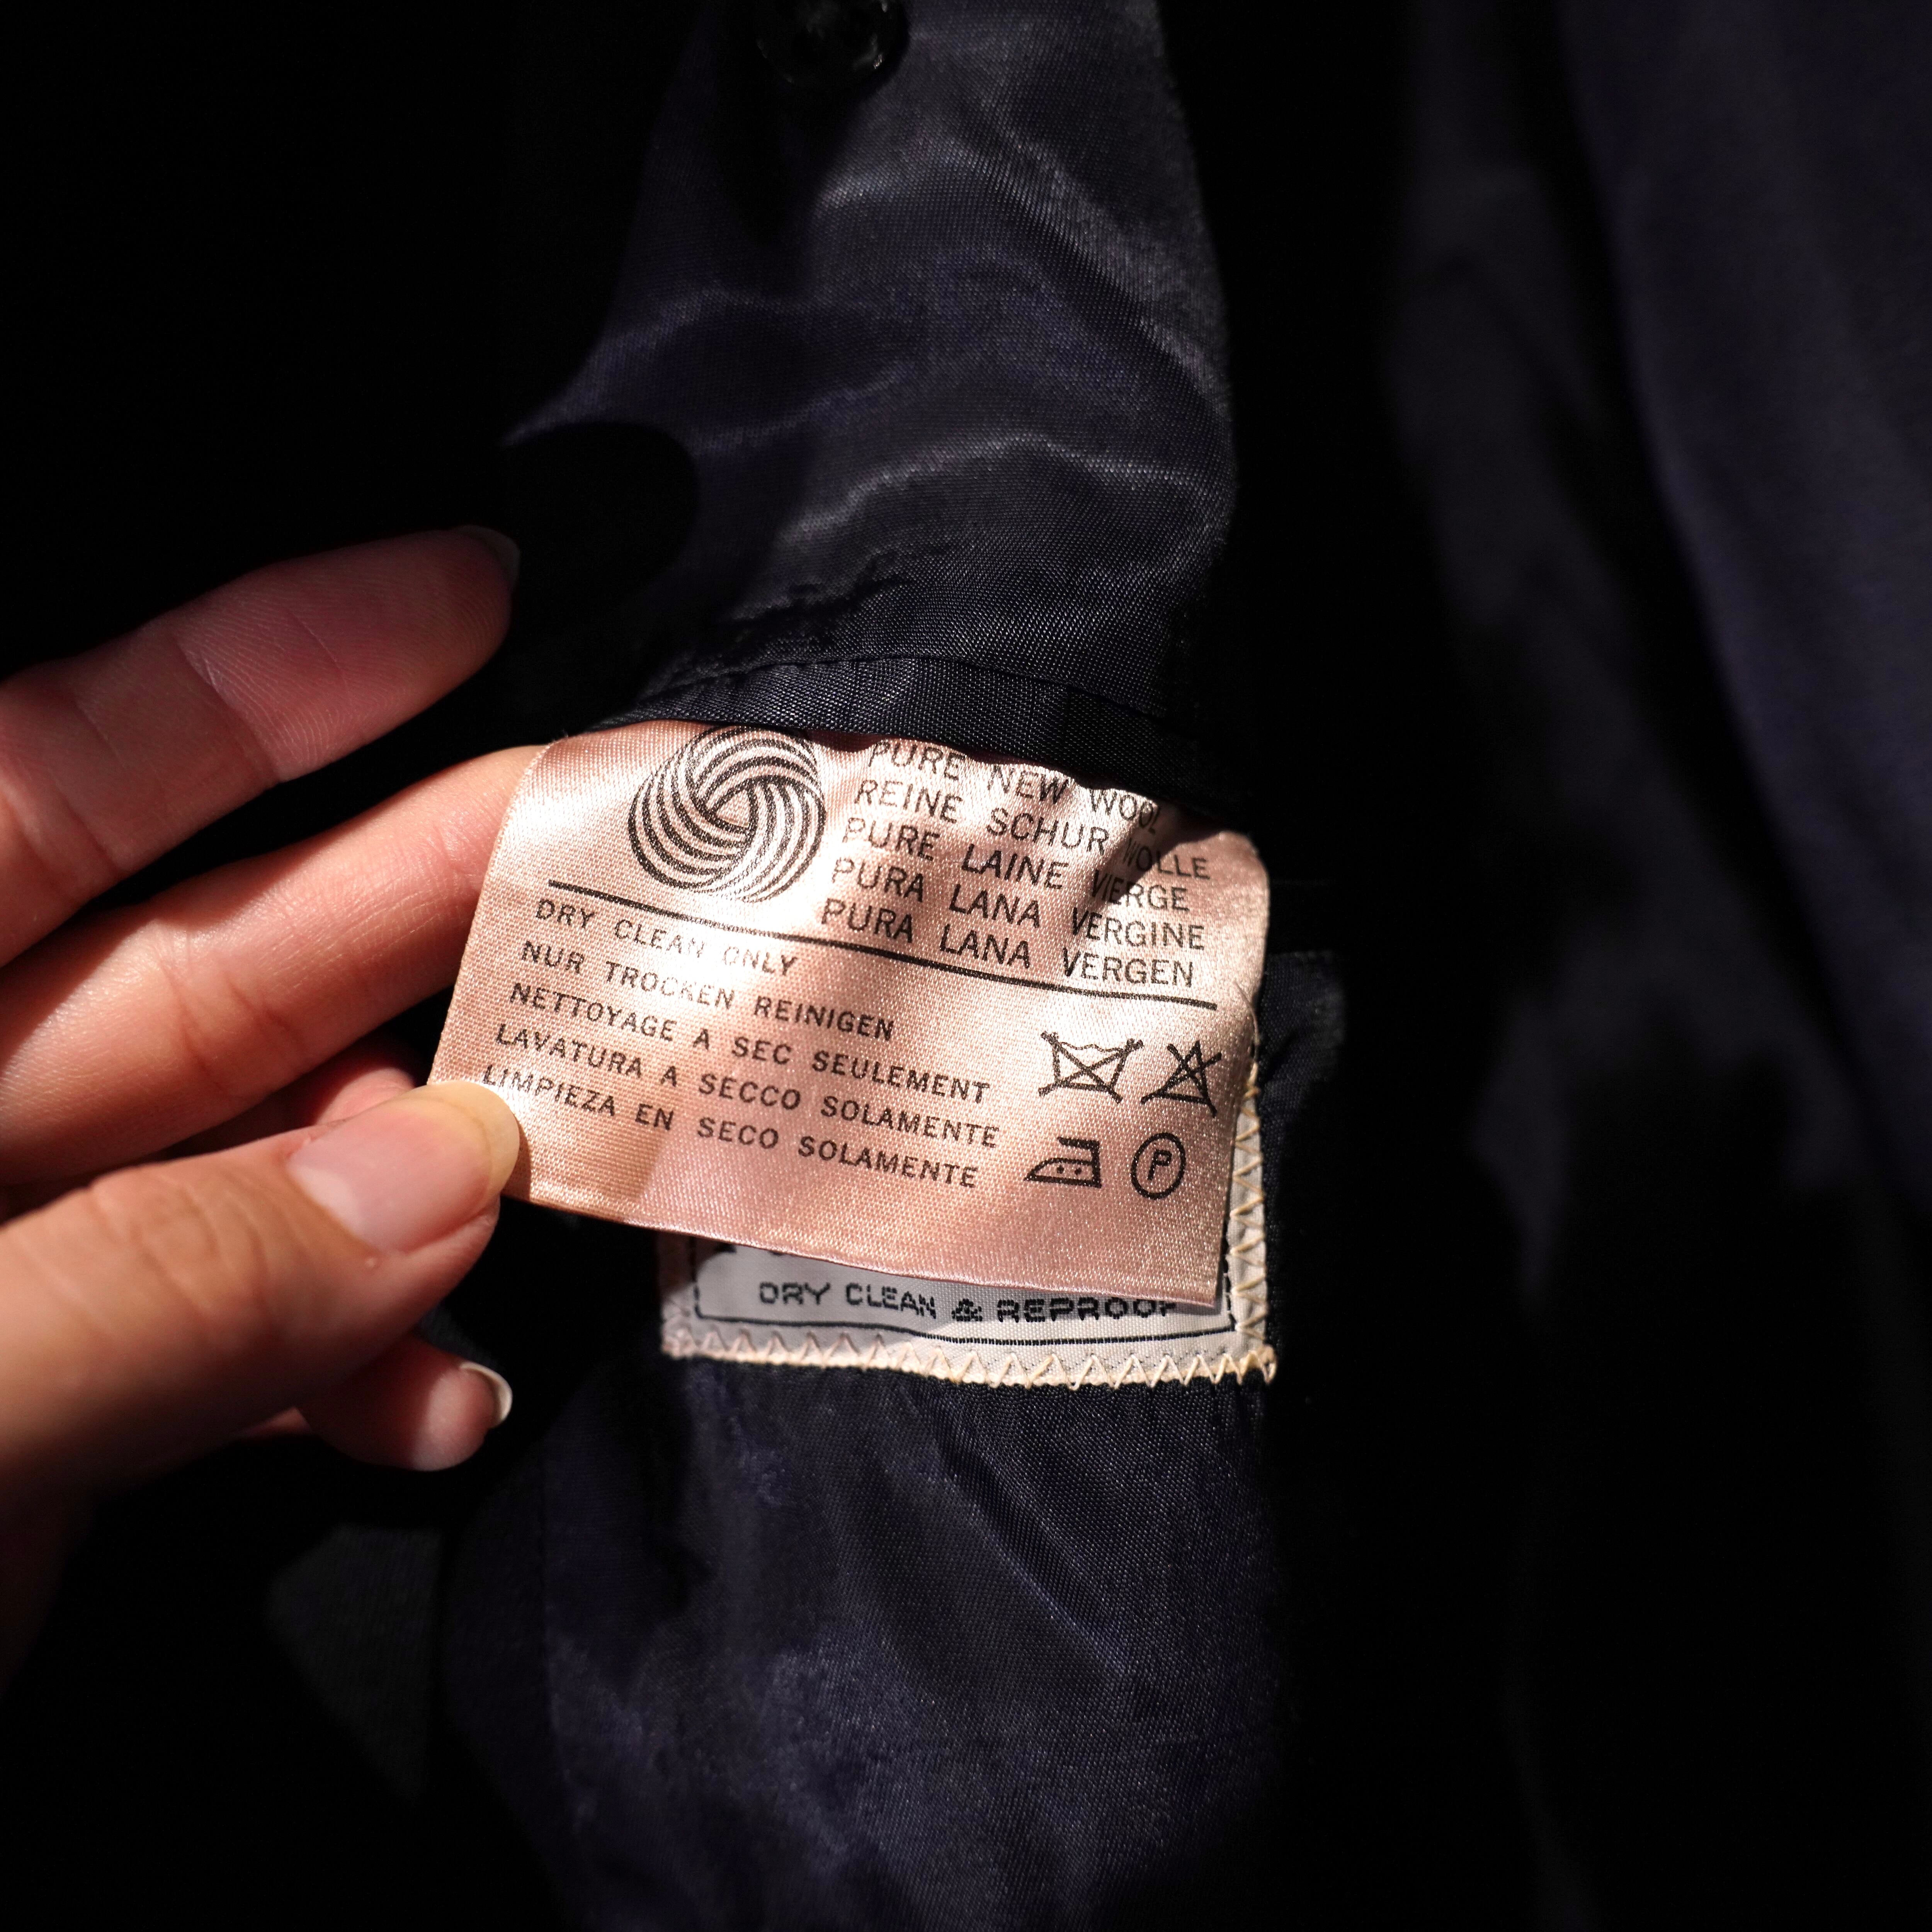 PURE NEW WOOL
REINE SCHUR WOLLE
PURE LAINE VIERGE
PURA LANA VERGINE
PURA LANA VERGEN
DRY CLEAN ONLY
NUR TROCKEN REINIGEN
NETTOYAGE A SEC SEULEMENT
LAVATURA A SECCO SOLAMENTE
LIMPIEZA EN SECO SOLAMENTE
P
DRY CLEAN & REPROOF